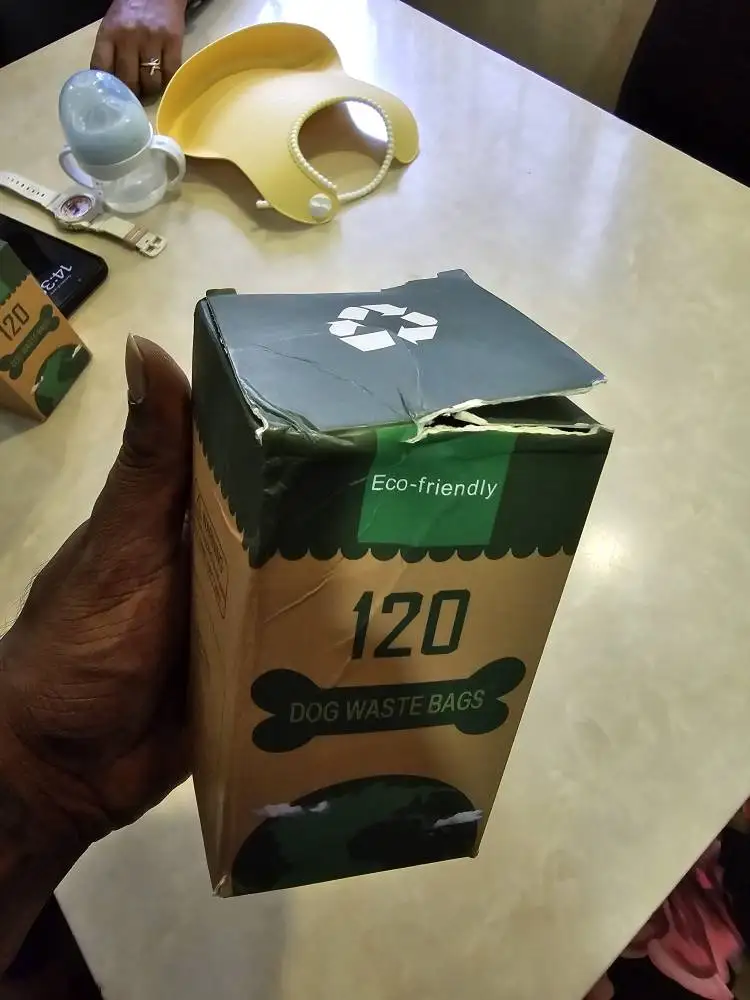 Eco-friendly
120
DOG WASTE BAGS
120